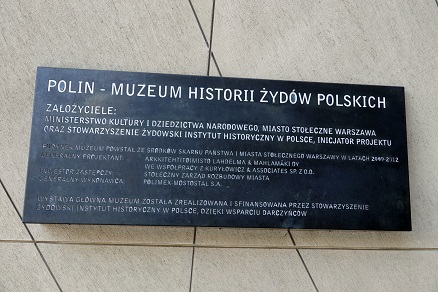 POLIN - MUZEUM HISTORII ŻYDÓW POLSKICH
ZAŁOŻYCIELE:
MINISTERSTWO KULTURY I DZIEDZICTWA NARODOWEGO, MIASTO STOŁECZNE WARSZAWA
ORAZ STOWARZYSZENIE ŻYDOWSKI INSTYTUT HISTORYCZNY W POLSCE, INICJATOR PROJEKTU
BUDYNEK MUZEUM POWSTAŁ ZE ŚRODKÓW SKARBU PAŃSTWA I MIASTA STOŁECZNEGO WARSZAWY W LATACH 2009-2012
GENERALNY PROJEKTANT: ARKKITEHTITOIMISTO LAHDELMA & MAHLAMÄKI OY
WE WSPÓŁPRACY Z KURYŁOWICZ & ASSOCIATES SP. Z O.O.
INWESTOR ZASTĘPCZY: STOŁECZNY ZARZĄD ROZBUDOWY MIASTA
GENERALNY WYKONAWCA: POLIMEX-MOSTOSTAL S.A.
WYSTAWA GŁÓWNA MUZEUM ZOSTAŁA ZREALIZOWANA I SFINANSOWANA PRZEZ STOWARZYSZENIE
ŻYDOWSKI INSTYTUT HISTORYCZNY W POLSCE, DZIĘKI WSPARCIU DARCZYŃCÓW